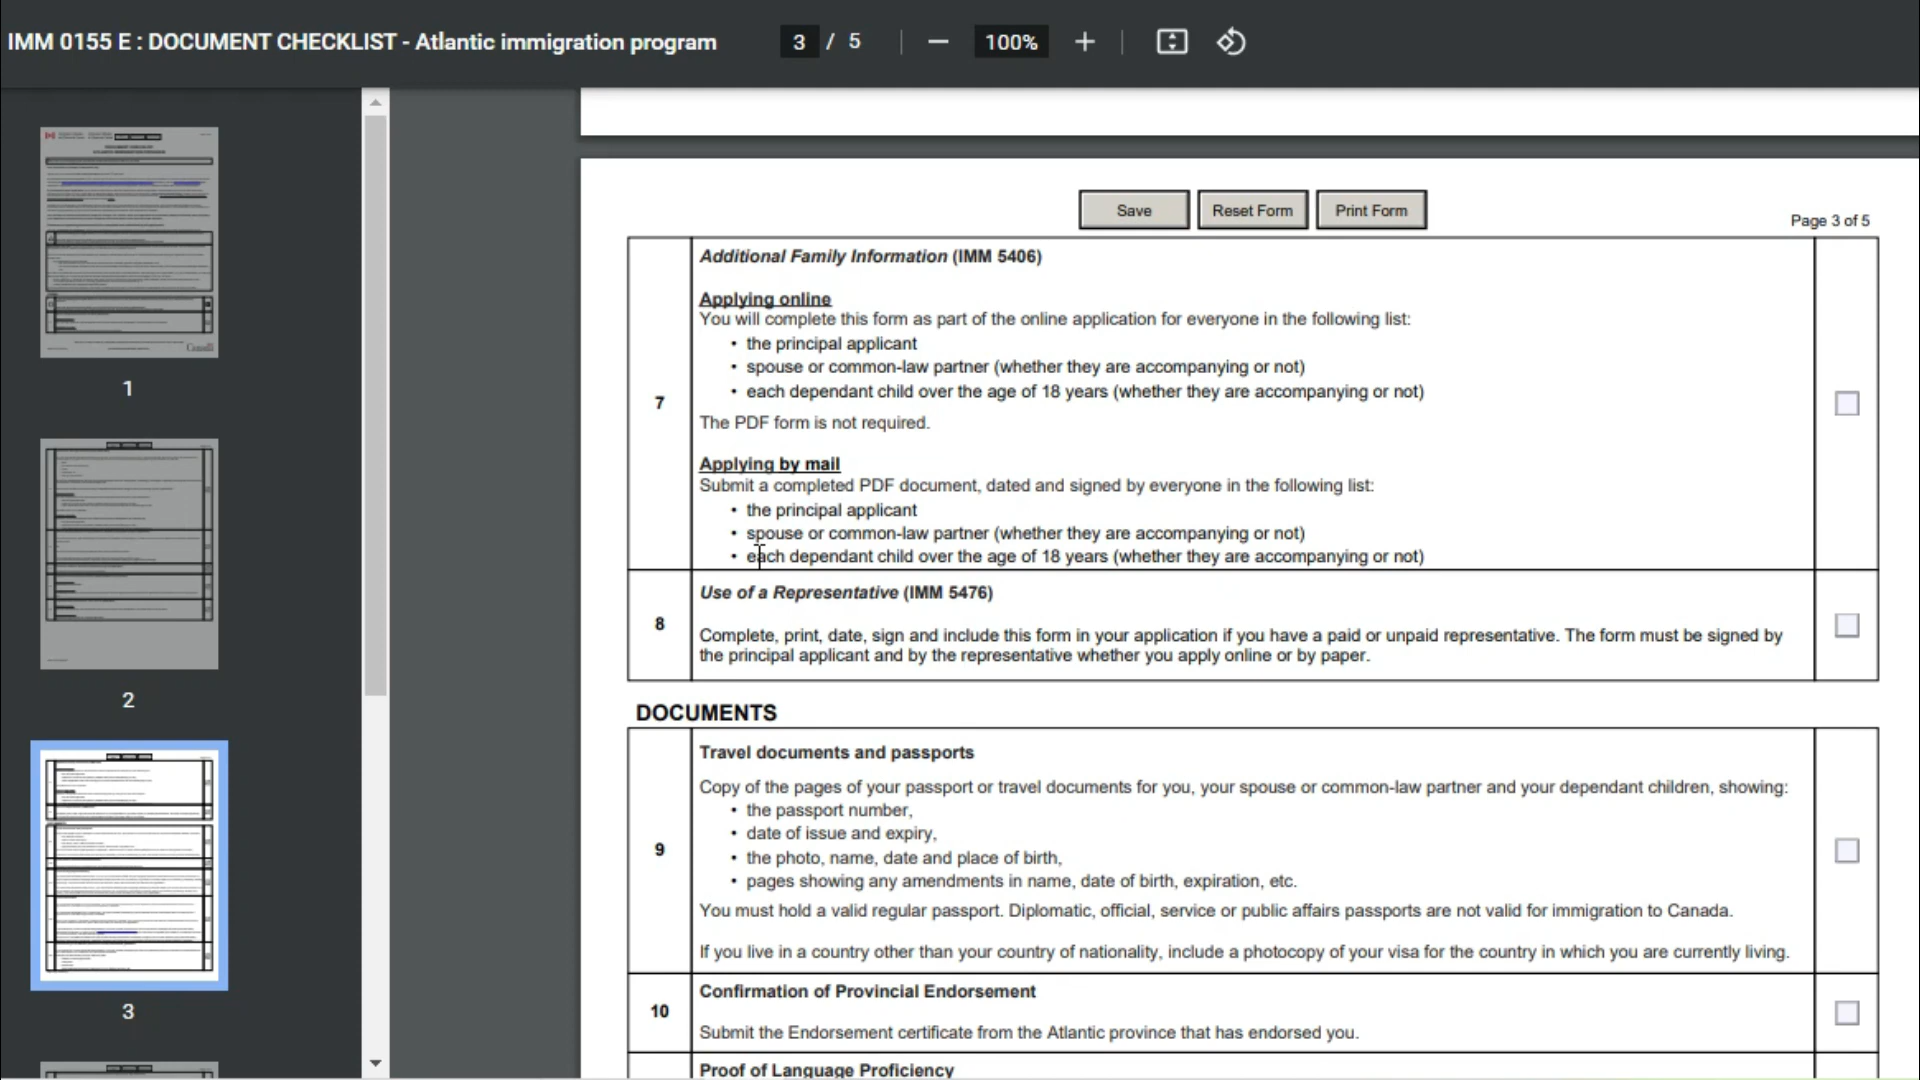 IMM 0155 E : DOCUMENT CHECKLIST - Atlantic immigration program
3 / 5
100%
1
2
3
Save
Reset Form
Print Form
Page 3 of 5
7
Additional Family Information (IMM 5406)
Applying online
You will complete this form as part of the online application for everyone in the following list:
• the principal applicant
• spouse or common-law partner (whether they are accompanying or not)
• each dependant child over the age of 18 years (whether they are accompanying or not)
The PDF form is not required.
Applying by mail
Submit a completed PDF document, dated and signed by everyone in the following list:
• the principal applicant
• spouse or common-law partner (whether they are accompanying or not)
• each dependant child over the age of 18 years (whether they are accompanying or not)
8
Use of a Representative (IMM 5476)
Complete, print, date, sign and include this form in your application if you have a paid or unpaid representative. The form must be signed by
the principal applicant and by the representative whether you apply online or by paper.
DOCUMENTS
9
Travel documents and passports
Copy of the pages of your passport or travel documents for you, your spouse or common-law partner and your dependant children, showing:
• the passport number,
• date of issue and expiry,
• the photo, name, date and place of birth,
• pages showing any amendments in name, date of birth, expiration, etc.
You must hold a valid regular passport. Diplomatic, official, service or public affairs passports are not valid for immigration to Canada.
If you live in a country other than your country of nationality, include a photocopy of your visa for the country in which you are currently living.
10
Confirmation of Provincial Endorsement
Submit the Endorsement certificate from the Atlantic province that has endorsed you.
Proof of Language Proficiency